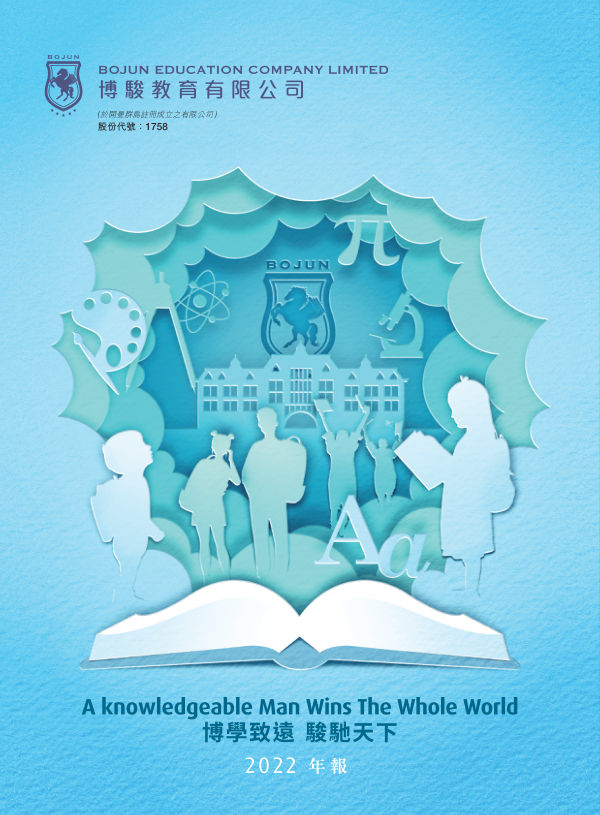 BOJUN
BOJUN EDUCATION COMPANY LIMITED
博駿教育有限公司
(於開曼群島註冊成立之有限公司)
股份代號：1758
π
BOJUN
Aa
A knowledgeable Man Wins The Whole World
博學致遠 駿馳天下
2022 年報